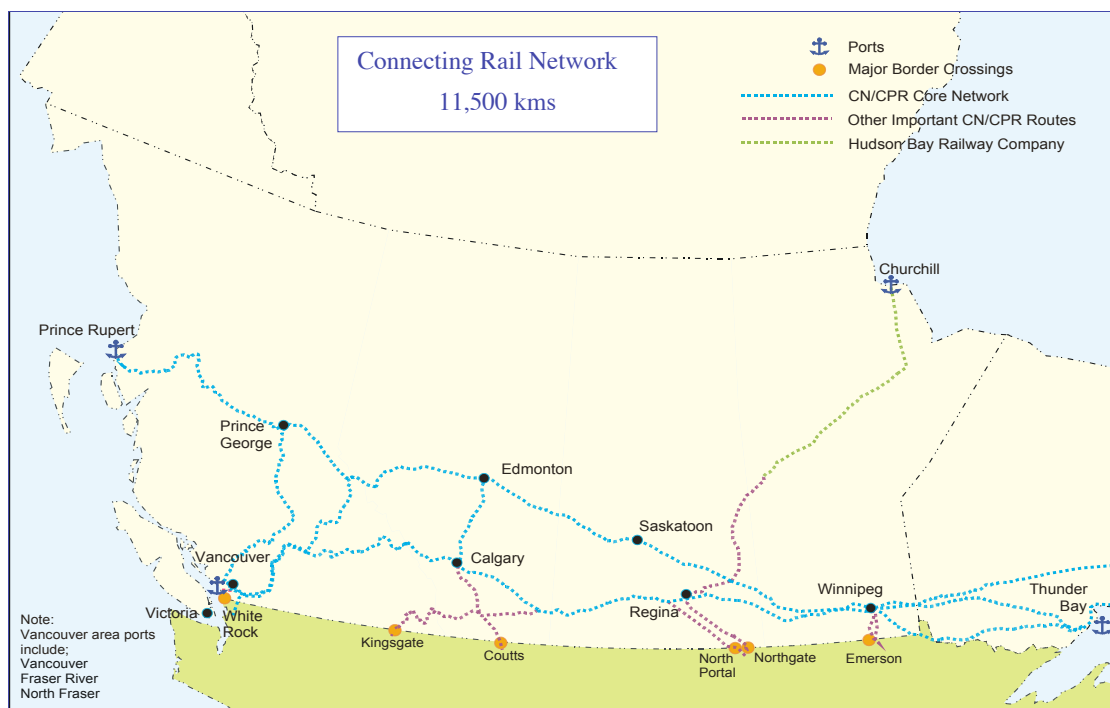 Connecting Rail Network
11,500 kms
Ports
Major Border Crossings
CN/CPR Core Network
Other Important CN/CPR Routes
Hudson Bay Railway Company
Churchill
Prince Rupert
Prince
George
Edmonton
Saskatoon
Vancouver
Calgary
Winnipeg
Thunder
Bay
Victoria
White
Rock
Regina
Kingsgate
Coutts
North
Portal
Northgate
Emerson
Note:
Vancouver area ports
include;
Vancouver
Fraser River
North Fraser